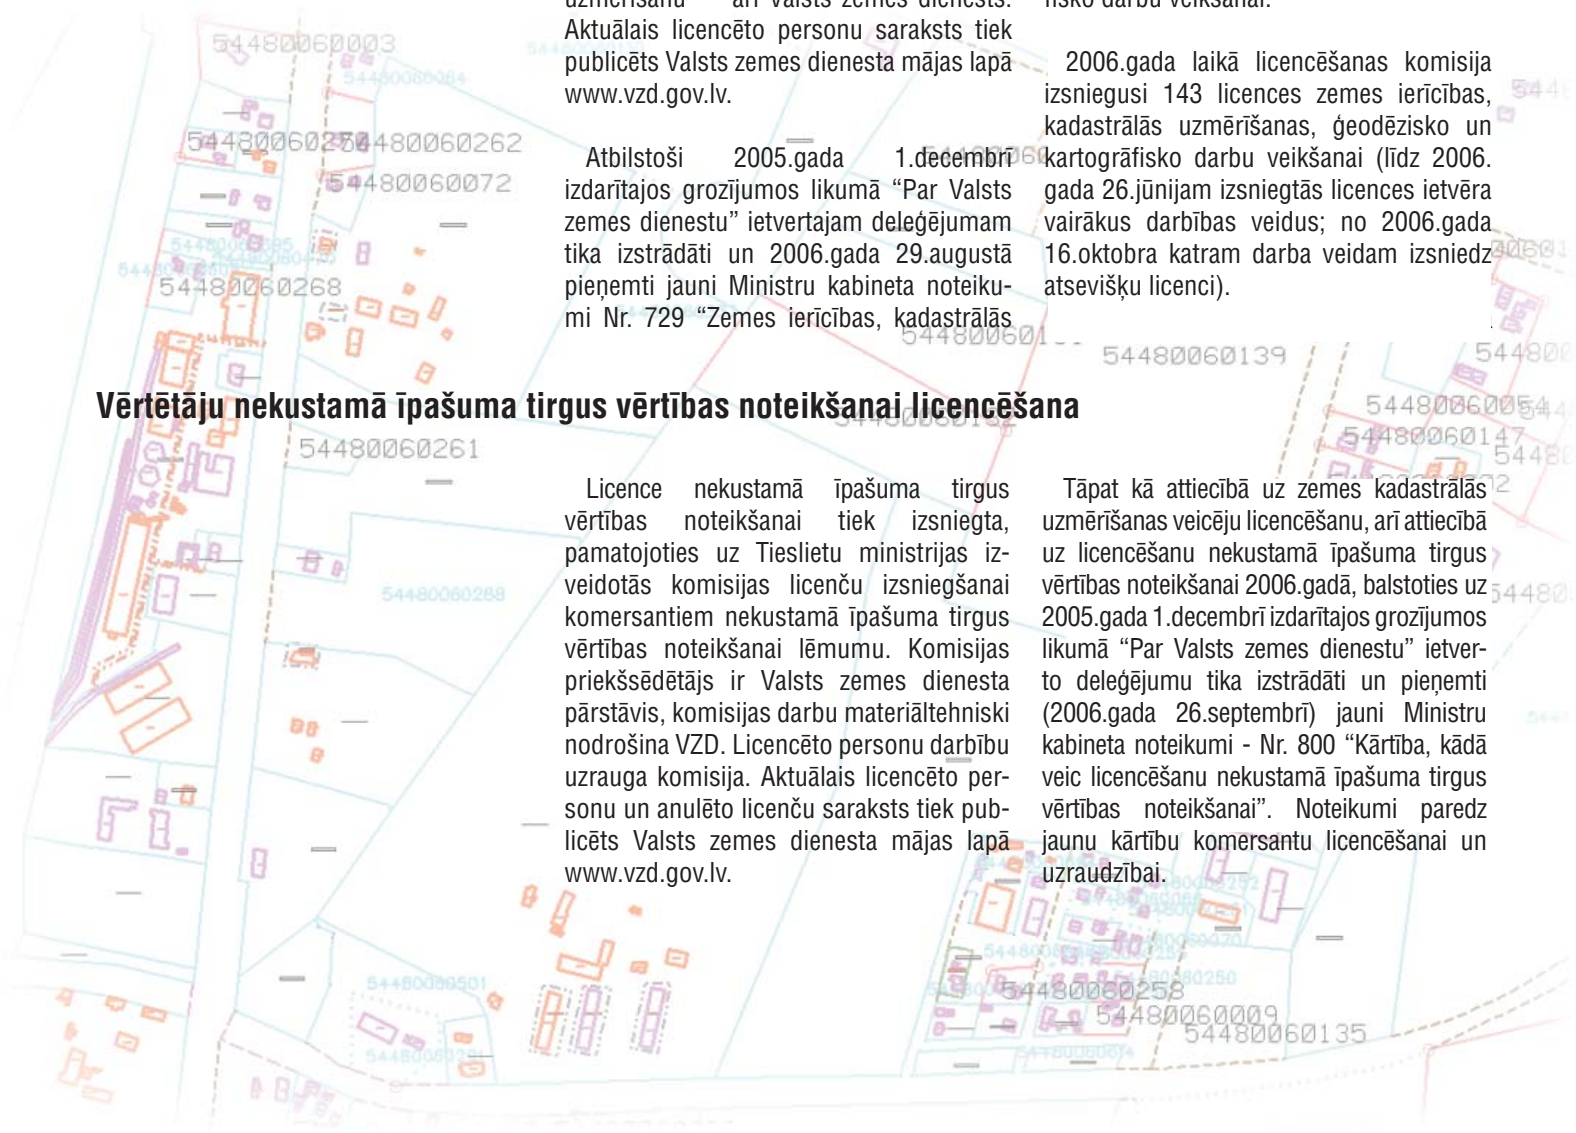 Aktuālais licencēto personu saraksts tiek
publicēts Valsts zemes dienesta mājas lapā
www.vzd.gov.lv.
Atbilstoši 2005.gada 1.decembrī
izdarītajos grozījumos likumā “Par Valsts
zemes dienestu” ietvertajam deleģējumam
tika izstrādāti un 2006.gada 29.augustā
pieņemti jauni Ministru kabineta noteiku-
mi Nr. 729 “Zemes ierīcības, kadastrālās
2006.gada laikā licencēšanas komisija
izsniegusi 143 licences zemes ierīcības,
kadastrālās uzmērīšanas, ģeodēzisko un
kartogrāfisko darbu veikšanai (līdz 2006.
gada 26.jūnijam izsniegtās licences ietvēra
vairākus darbības veidus; no 2006.gada
16.oktobra katram darba veidam izsniedz
atsevišķu licenci).
Vērtētāju nekustamā īpašuma tirgus vērtības noteikšanai licencēšana
Licence nekustamā īpašuma tirgus
vērtības noteikšanai tiek izsniegta,
pamatojoties uz Tieslietu ministrijas iz-
veidotās komisijas licenču izsniegšanai
komersantiem nekustamā īpašuma tirgus
vērtības noteikšanai lēmumu. Komisijas
priekšsēdētājs ir Valsts zemes dienesta
pārstāvis, komisijas darbu materiāltehniski
nodrošina VZD. Licencēto personu darbību
uzrauga komisija. Aktuālais licencēto per-
sonu un anulēto licenču saraksts tiek pub-
licēts Valsts zemes dienesta mājas lapā
www.vzd.gov.lv.
Tāpat kā attiecībā uz zemes kadastrālās
uzmērīšanas veicēju licencēšanu, arī attiecībā
uz licencēšanu nekustamā īpašuma tirgus
vērtības noteikšanai 2006.gadā, balstoties uz
2005.gada 1.decembrī izdarītajos grozījumos
likumā “Par Valsts zemes dienestu” ietver-
to deleģējumu tika izstrādāti un pieņemti
(2006.gada 26.septembrī) jauni Ministru
kabineta noteikumi - Nr. 800 “Kārtība, kādā
veic licencēšanu nekustamā īpašuma tirgus
vērtības noteikšanai”. Noteikumi paredz
jaunu kārtību komersantu licencēšanai un
uzraudzībai.
54480060003
54480060262
54480060072
54480060268
54480060139
54480060054
54480060147
54480060261
54480060288
54480060501
54480060250
54480060258
54480060009
54480060135